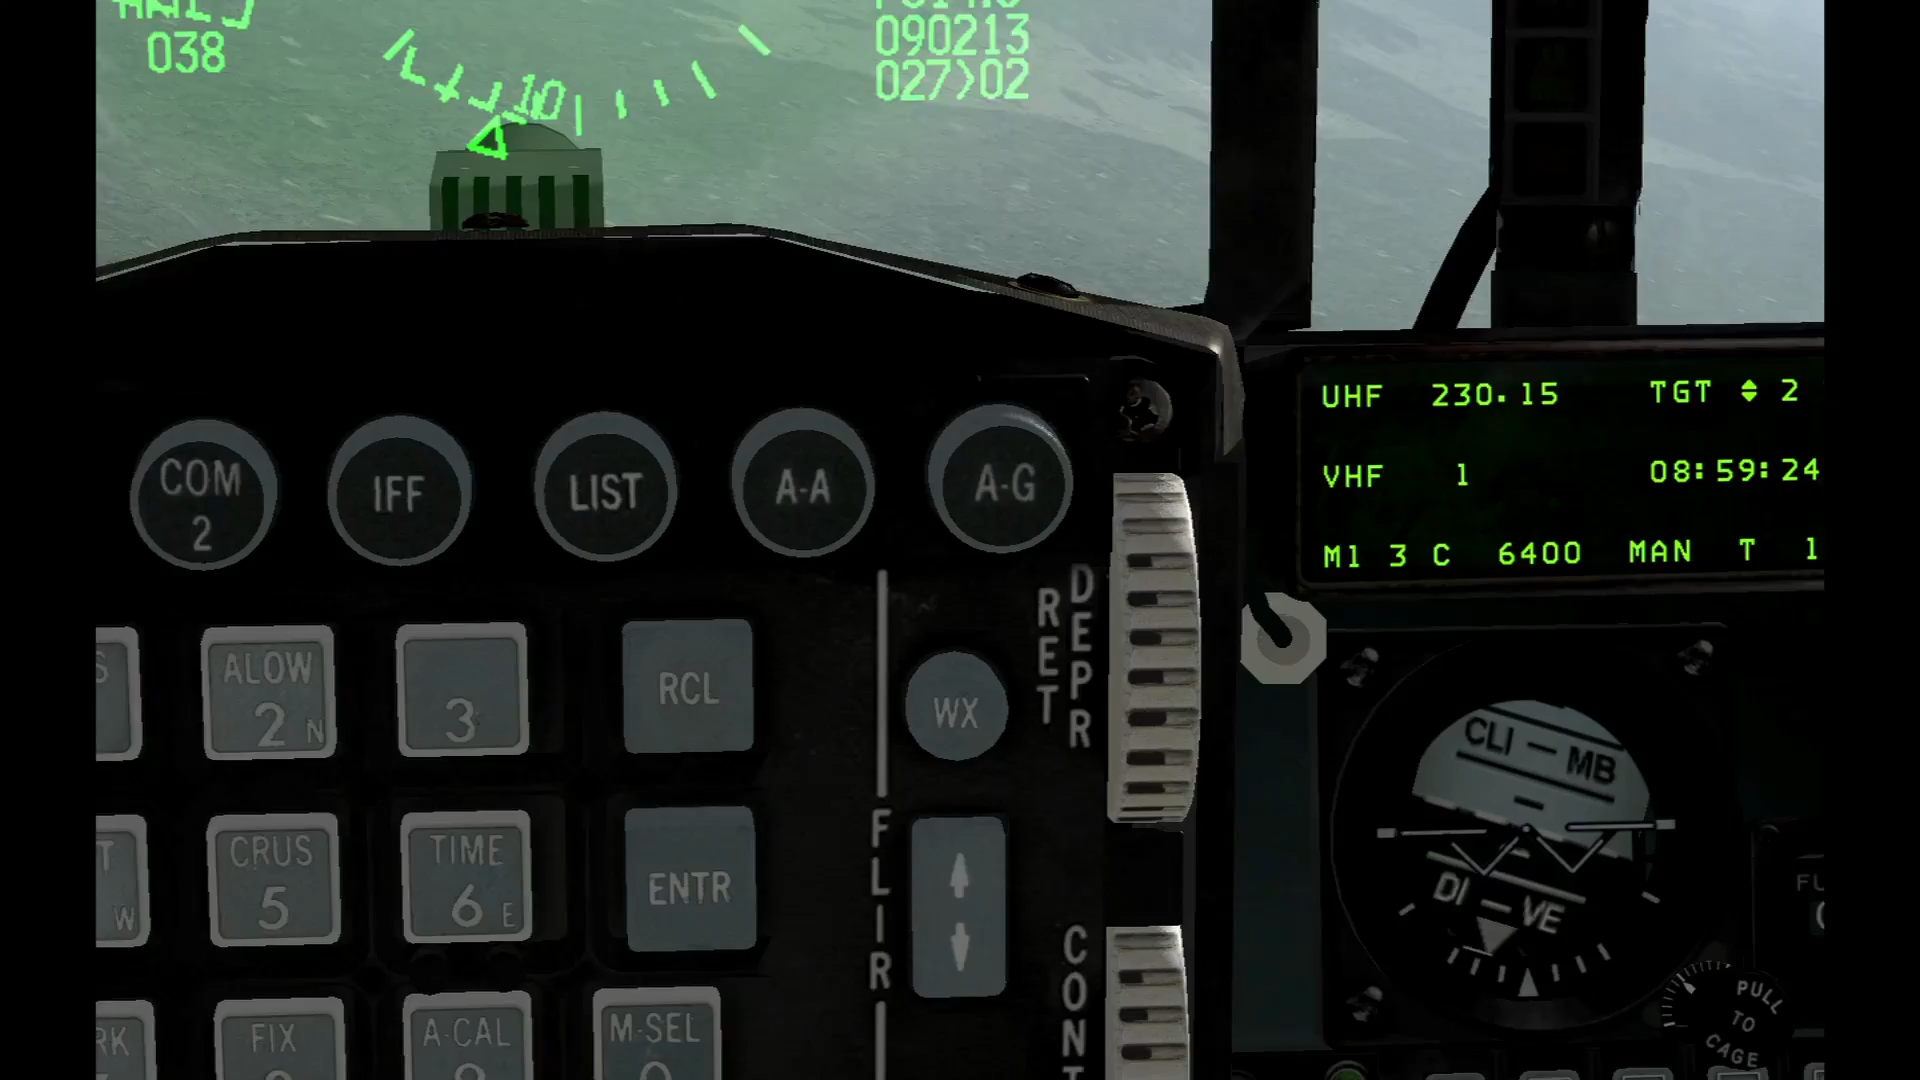 038
090213
027>02
10
COM
2
IFF
LIST
A-A
A-G
UHF 230.15 TGT 2
VHF 1 08:59:24
M1 3 C 6400 MAN T 1
RET
DEPR
ALOW
2 N
3
RCL
WX
CRUS
5
TIME
6 E
ENTR
W
FLIR
CLI — MB
DI — VE
PULL
TO
CAGE
FIX
A-CAL
M-SEL